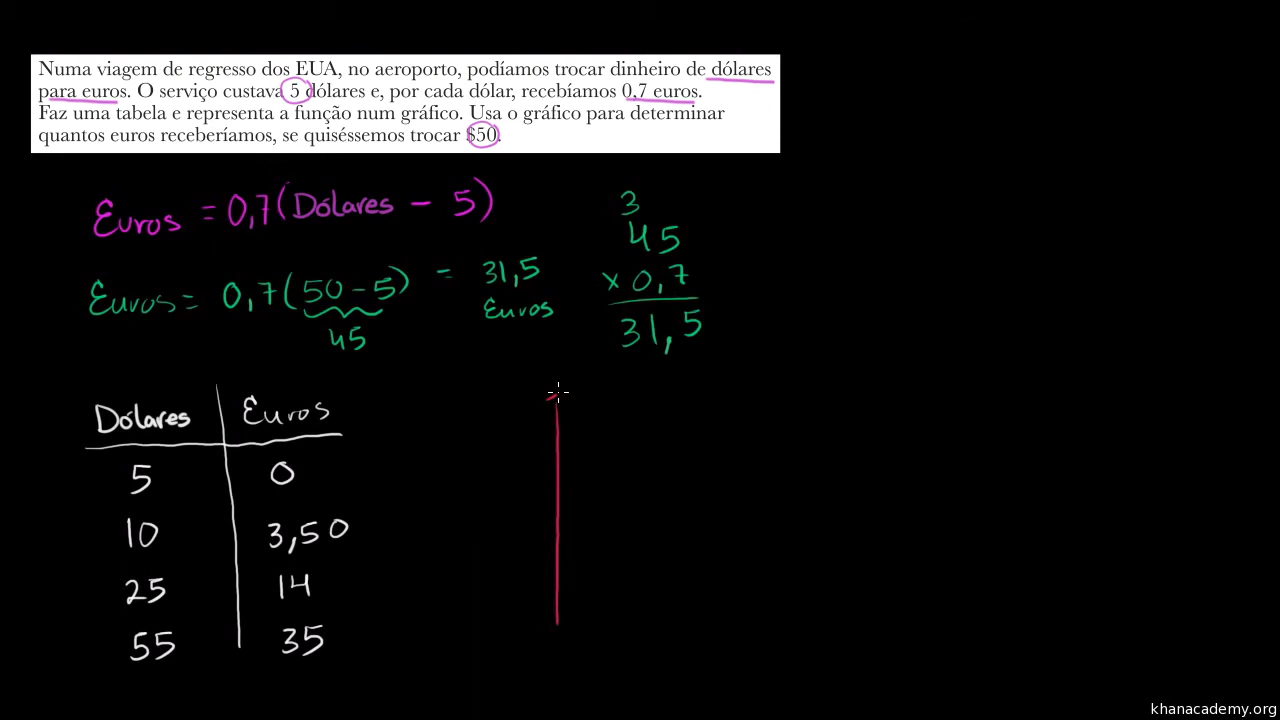 Numa viagem de regresso dos EUA, no aeroporto, podíamos trocar dinheiro de dólares
para euros. O serviço custava 5 dólares e, por cada dólar, recebíamos 0,7 euros.
Faz uma tabela e representa a função num gráfico. Usa o gráfico para determinar
quantos euros receberíamos, se quiséssemos trocar $50.
Euros = 0,7(Dólares - 5)
Euros = 0,7(50-5) = 31,5
Euros
45
3
45
x 0,7
31,5
Dólares Euros
5 0
10 3,50
25 14
55 35
khanacademy.org